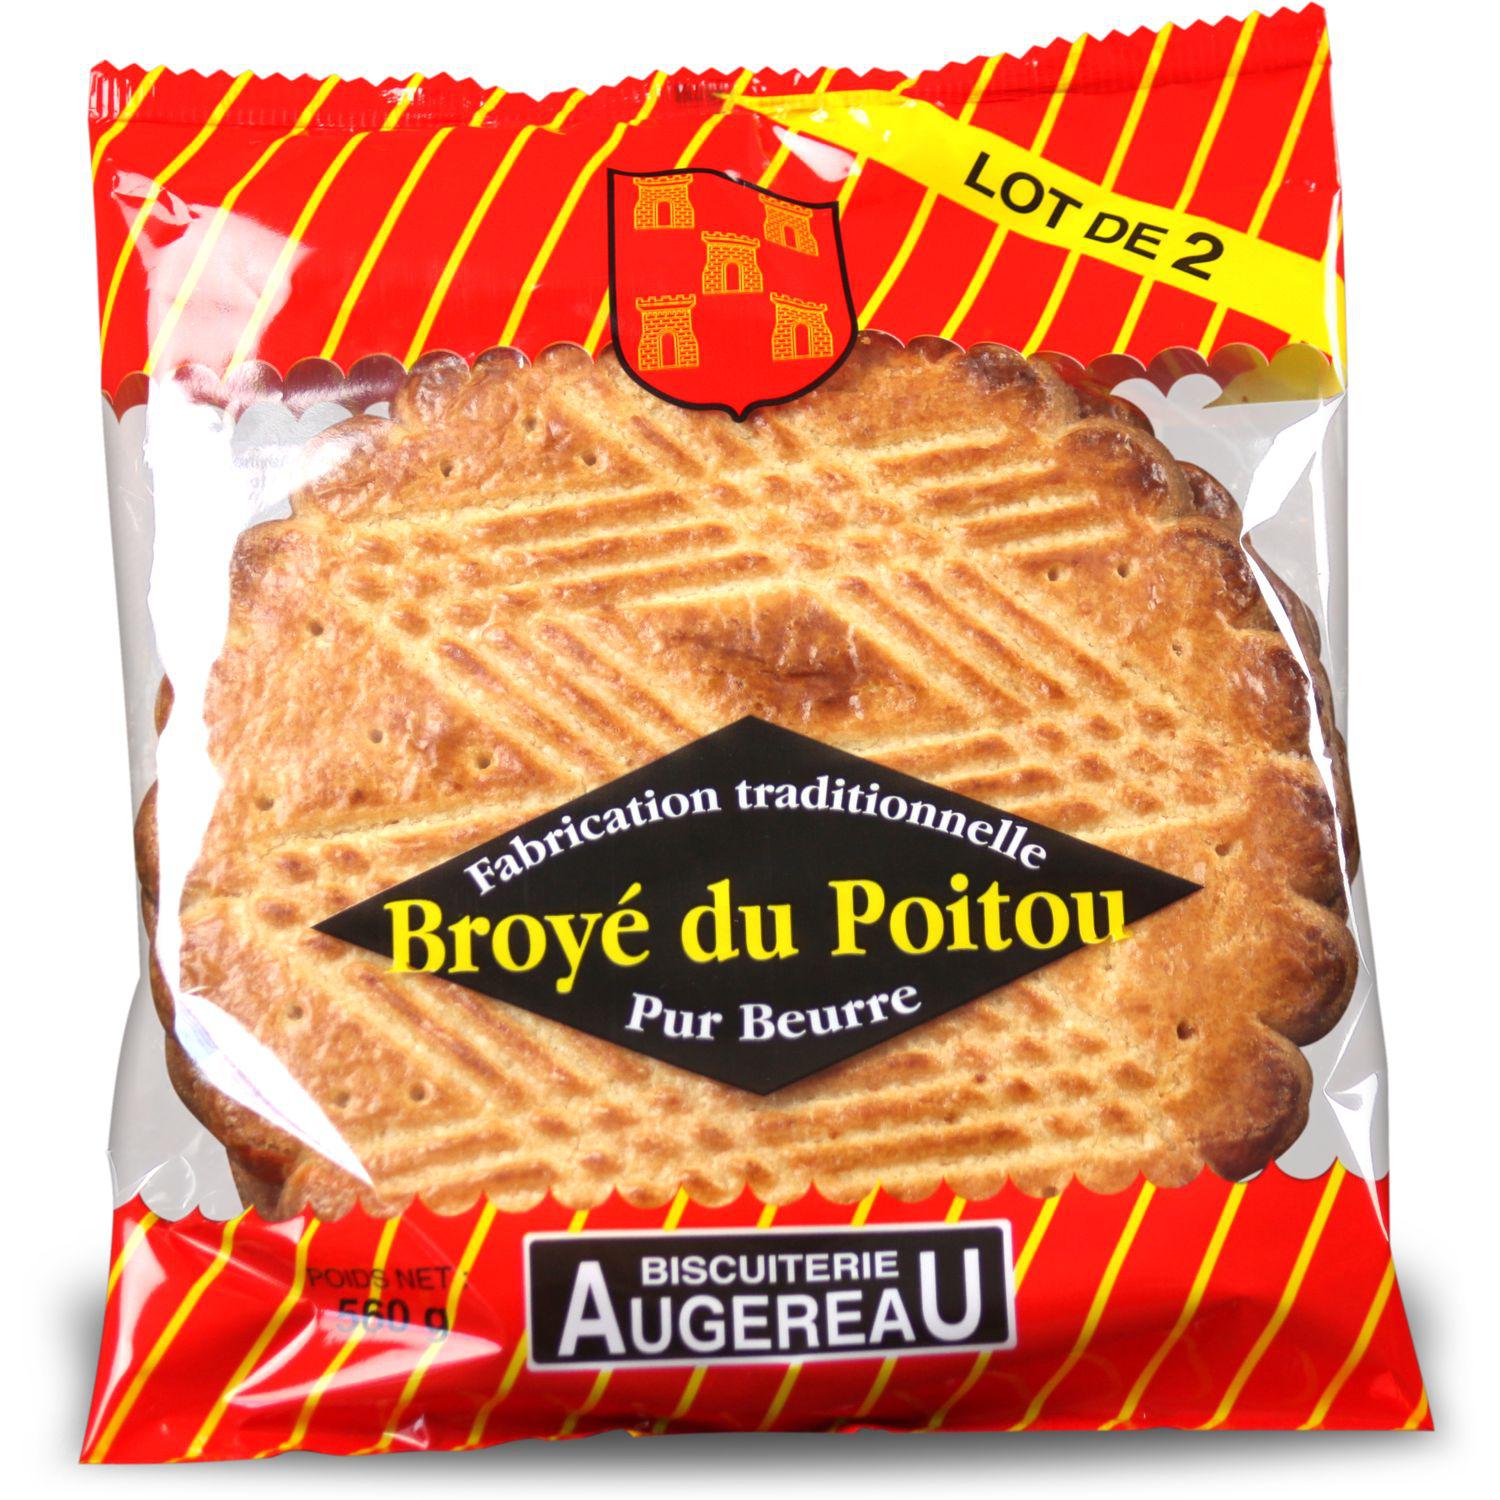 LOT DE 2
Fabrication traditionnelle
Broyé du Poitou
Pur Beurre
POIDS NET :
560 g
BISCUITERIE
AUGEREAU